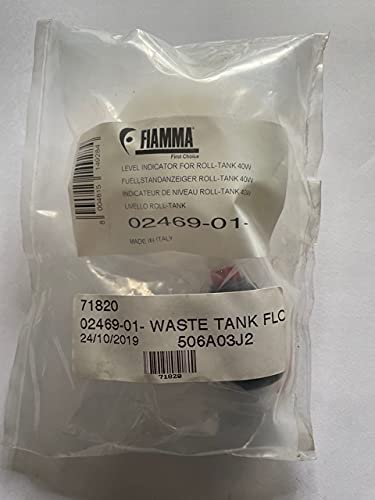 FIAMMA
First Choice
LEVEL INDICATOR FOR ROLL-TANK 40W
FUELLSTANDANZEIGER ROLL-TANK 40W
INDICATEUR DE NIVEAU ROLL-TANK 40W
LIVELLO ROLL-TANK
02469-01-
MADE IN ITALY
71820
02469-01- WASTE TANK FLO
24/10/2019 506A03J2
71820